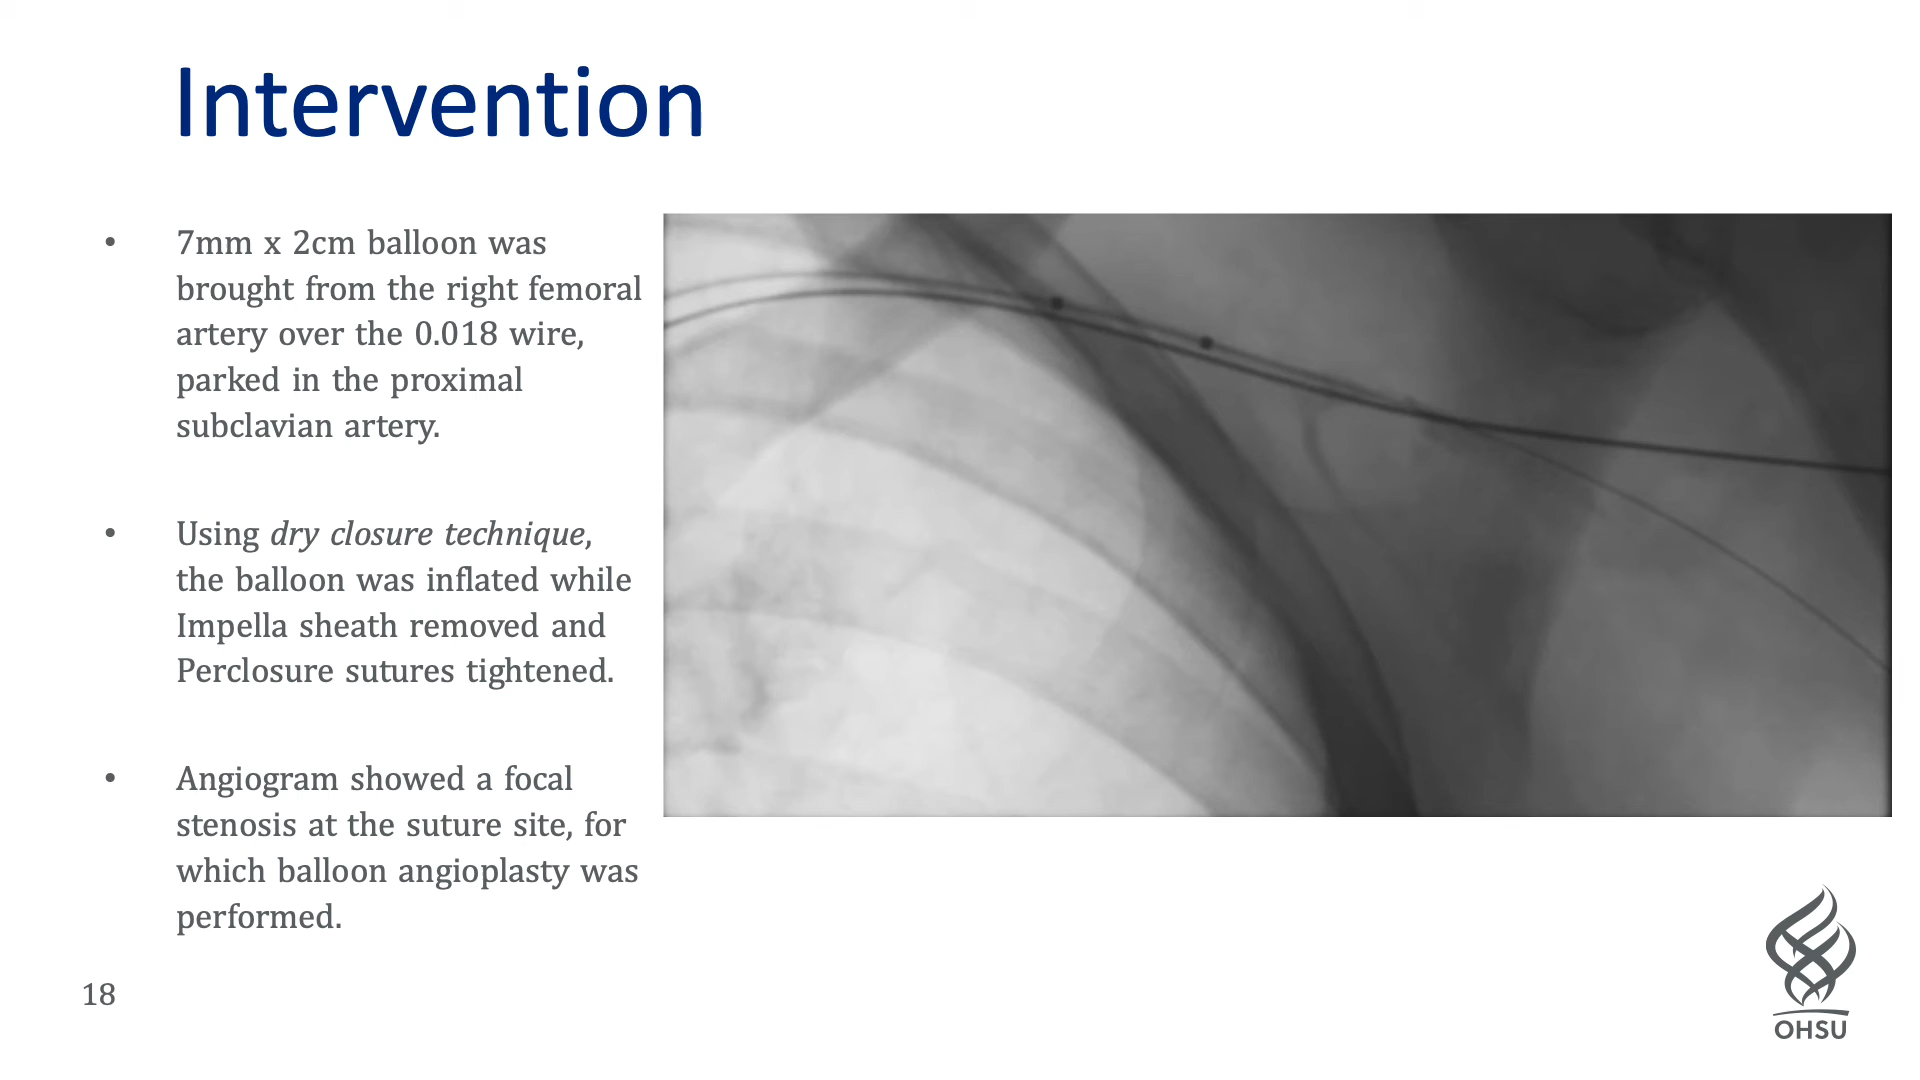 Intervention
• 7mm x 2cm balloon was
brought from the right femoral
artery over the 0.018 wire,
parked in the proximal
subclavian artery.
• Using dry closure technique,
the balloon was inflated while
Impella sheath removed and
Perclosure sutures tightened.
• Angiogram showed a focal
stenosis at the suture site, for
which balloon angioplasty was
performed.
18
OHSU